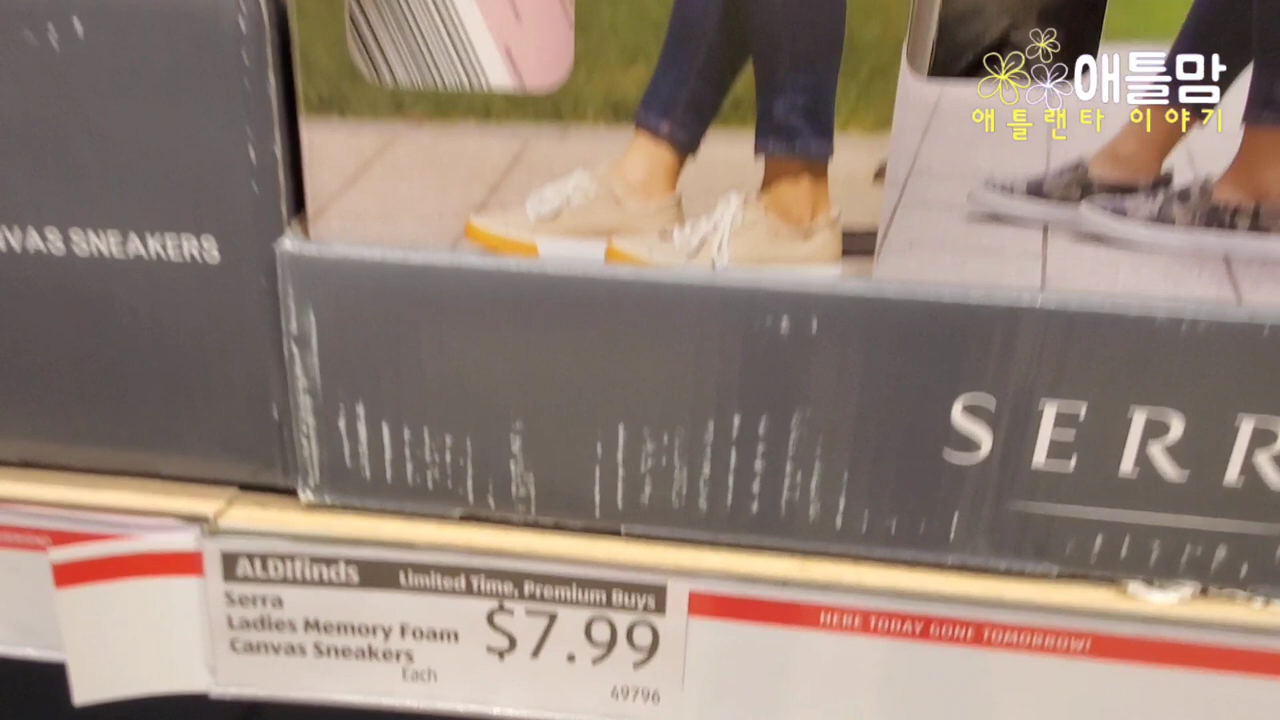 애틀맘
애틀랜타 이야기
VAS SNEAKERS
SERR
ALDIfinds
Limited Time, Premium Buys
Serra
Ladies Memory Foam
Canvas Sneakers
Each
$7.99
49796
HERE TODAY GONE TOMORROW!